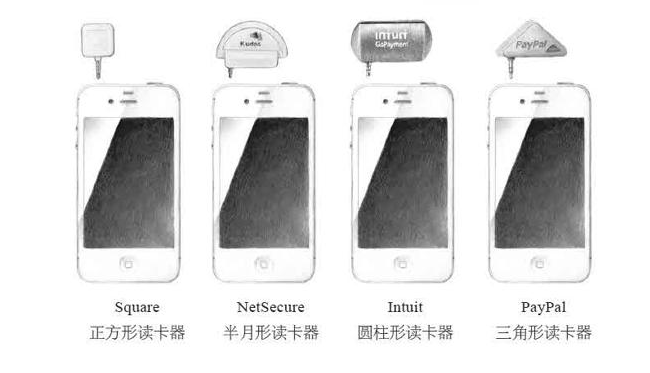 Kudos
intuit
GoPayment
PayPal
Square
NetSecure
Intuit
PayPal
正方形读卡器
半月形读卡器
圆柱形读卡器
三角形读卡器